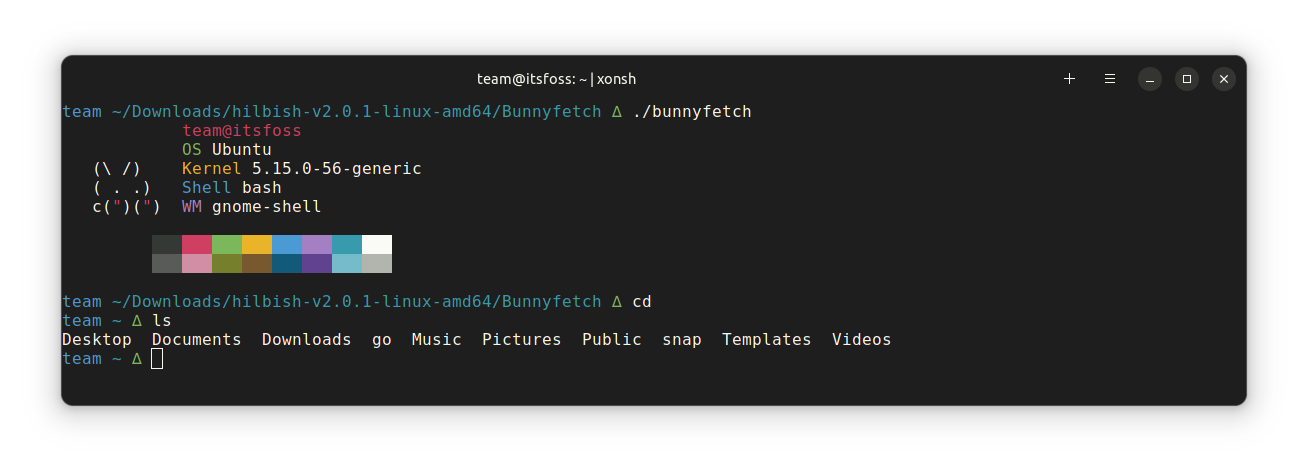 team@itsfoss: ~ | xonsh
team ~/Downloads/hilbish-v2.0.1-linux-amd64/Bunnyfetch ∆ ./bunnyfetch
team@itsfoss
OS Ubuntu
(\ /) Kernel 5.15.0-56-generic
( . .) Shell bash
c(")(") WM gnome-shell
team ~/Downloads/hilbish-v2.0.1-linux-amd64/Bunnyfetch ∆ cd
team ~ ∆ ls
Desktop Documents Downloads go Music Pictures Public snap Templates Videos
team ~ ∆